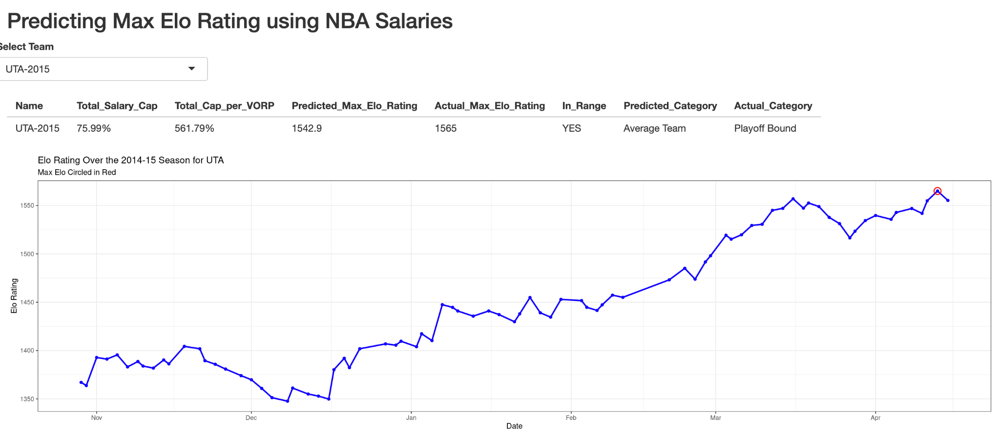 Predicting Max Elo Rating using NBA Salaries
Select Team
UTA-2015
Name Total_Salary_Cap Total_Cap_per_VORP Predicted_Max_Elo_Rating Actual_Max_Elo_Rating In_Range Predicted_Category Actual_Category
UTA-2015 75.99% 561.79% 1542.9 1565 YES Average Team Playoff Bound
Elo Rating Over the 2014-15 Season for UTA
Max Elo Circled in Red
1550
1500
1450
1400
1350
Elo Rating
Nov Dec Jan Feb Mar Apr
Date